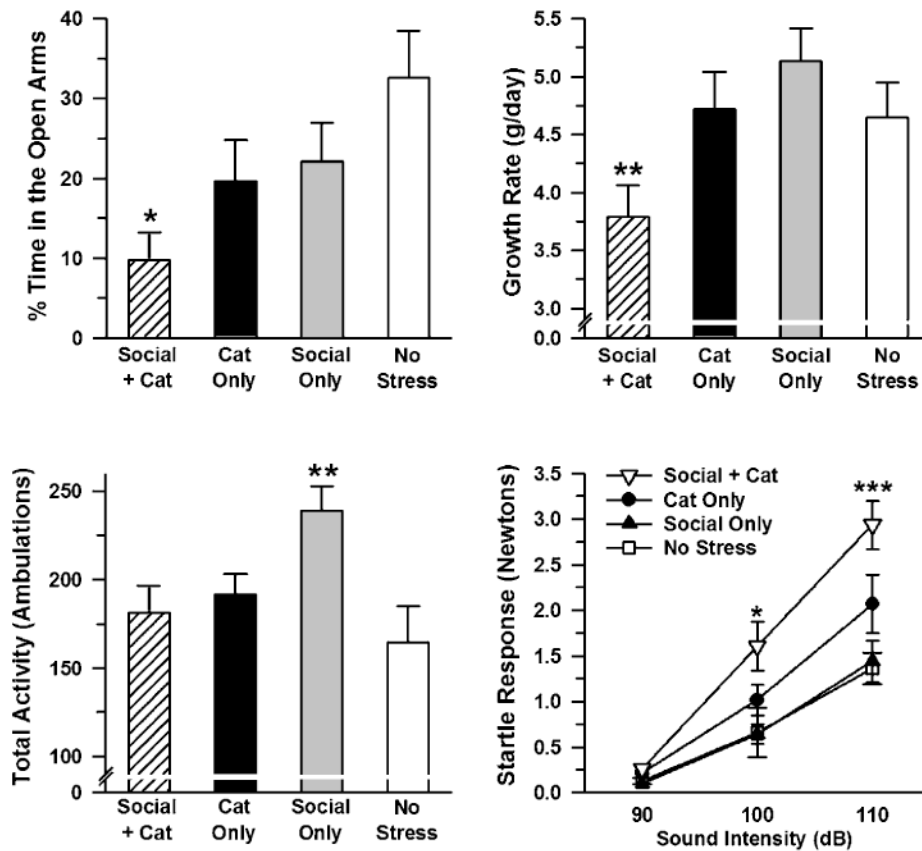 % Time in the Open Arms
40
30
20
10
0
*
Social
+ Cat
Cat
Only
Social
Only
No
Stress
Growth Rate (g/day)
5.5
5.0
4.5
4.0
3.5
3.0
0.0
**
Social
+ Cat
Cat
Only
Social
Only
No
Stress
Total Activity (Ambulations)
250
200
150
100
0
**
Social
+ Cat
Cat
Only
Social
Only
No
Stress
Startle Response (Newtons)
3.5
3.0
2.5
2.0
1.5
1.0
0.5
0.0
Social + Cat
Cat Only
Social Only
No Stress
*
***
90
100
110
Sound Intensity (dB)